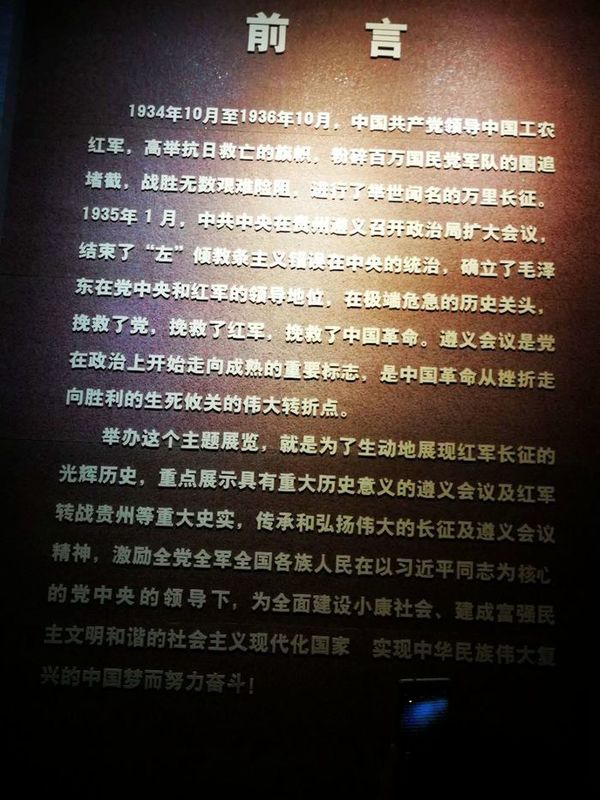 前言
1934年10月至1936年10月，中国共产党领导中国工农
红军，高举抗日救亡的旗帜，粉碎百万国民党军队的围追
堵截，战胜无数艰难险阻，进行了举世闻名的万里长征。
1935年1月，中共中央在贵州遵义召开政治局扩大会议，
结束了“左”倾教条主义错误在中央的统治，确立了毛泽
东在党中央和红军的领导地位，在极端危急的历史关头，
挽救了党，挽救了红军，挽救了中国革命。遵义会议是党
在政治上开始走向成熟的重要标志，是中国革命从挫折走
向胜利的生死攸关的伟大转折点。
举办这个主题展览，就是为了生动地展现红军长征的
光辉历史，重点展示具有重大历史意义的遵义会议及红军
转战贵州等重大史实，传承和弘扬伟大的长征及遵义会议
精神，激励全党全军全国各族人民在以习近平同志为核心
的党中央的领导下，为全面建设小康社会、建成富强民
主文明和谐的社会主义现代化国家 实现中华民族伟大复
兴的中国梦而努力奋斗！